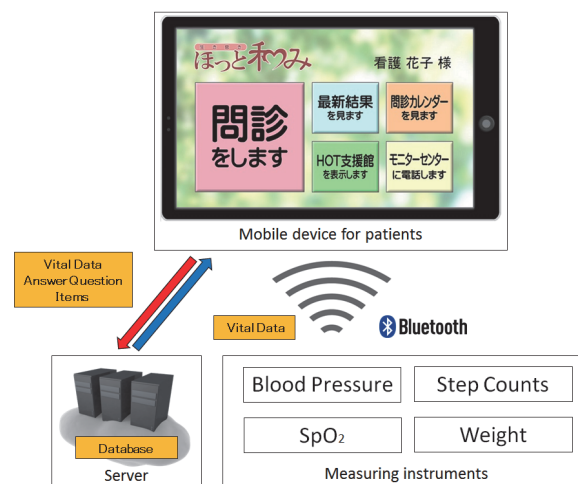 ほっと和つみ
看護 花子 様
問診
をします
最新結果
を見ます
問診カレンダー
を見ます
HOT支援館
を表示します
モニターセンター
に電話します
Mobile device for patients
Vital Data
Answer Question
Items
Vital Data
Bluetooth
Blood Pressure
Step Counts
SpO₂
Weight
Database
Server
Measuring instruments